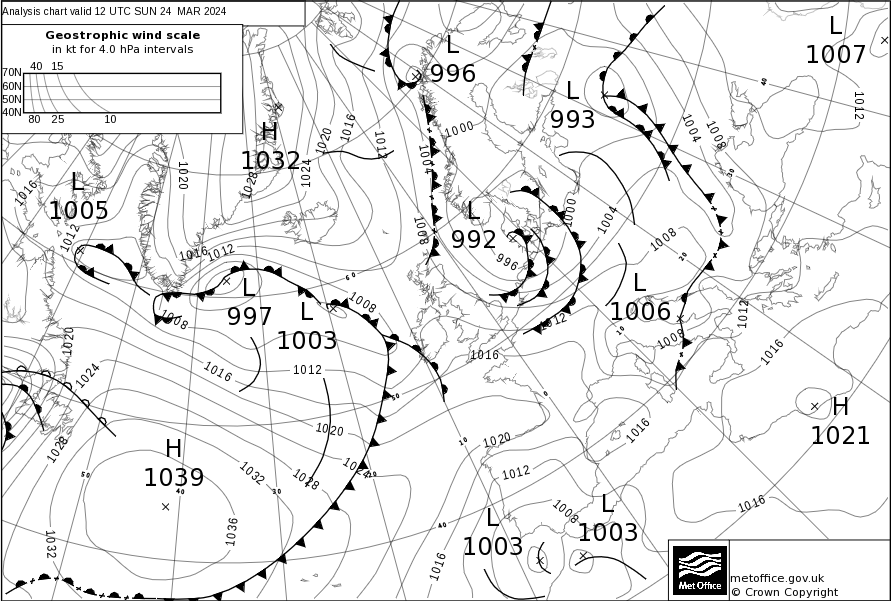 Analysis chart valid 12 UTC SUN 24 MAR 2024
Geostrophic wind scale
in kt for 4.0 hPa intervals
40 15
70N
60N
50N
40N
80 25 10
L
996
L
1007
L
993
H
1032
L
1005
L
992
L
997
L
1003
L
1006
H
1021
H
1039
L
1003
L
1003
1016
1012
1020
1028
1024
1020
1016
1012
1000
1004
1008
1004
1008
1012
1000
1004
1008
996
1012
1016
1012
1008
1008
1016
1012
1020
1024
1028
1032
1036
1032
1028
1024
1020
1016
1020
1012
1008
1016
1016
1008
1012
1016
1016
40
30
20
10
0
10
20
30
40
50
50
60
40
metoffice.gov.uk
© Crown Copyright
Met Office